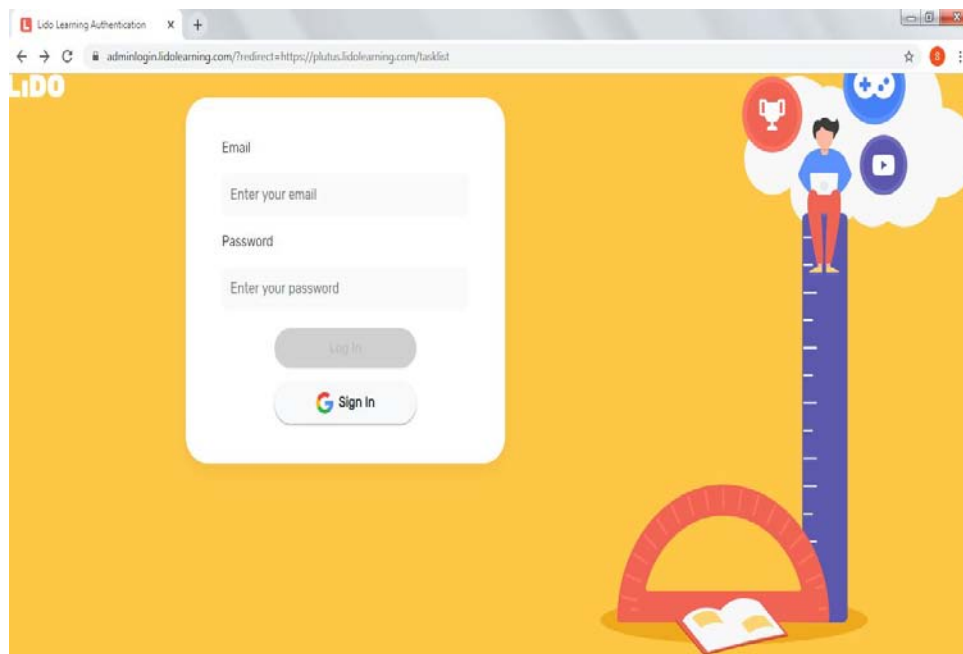 Lido Learning Authentication
adminlogin.lidolearning.com/?redirect=https://plutus.lidolearning.com/tasklist
LiDO
Email
Enter your email
Password
Enter your password
Log In
Sign In